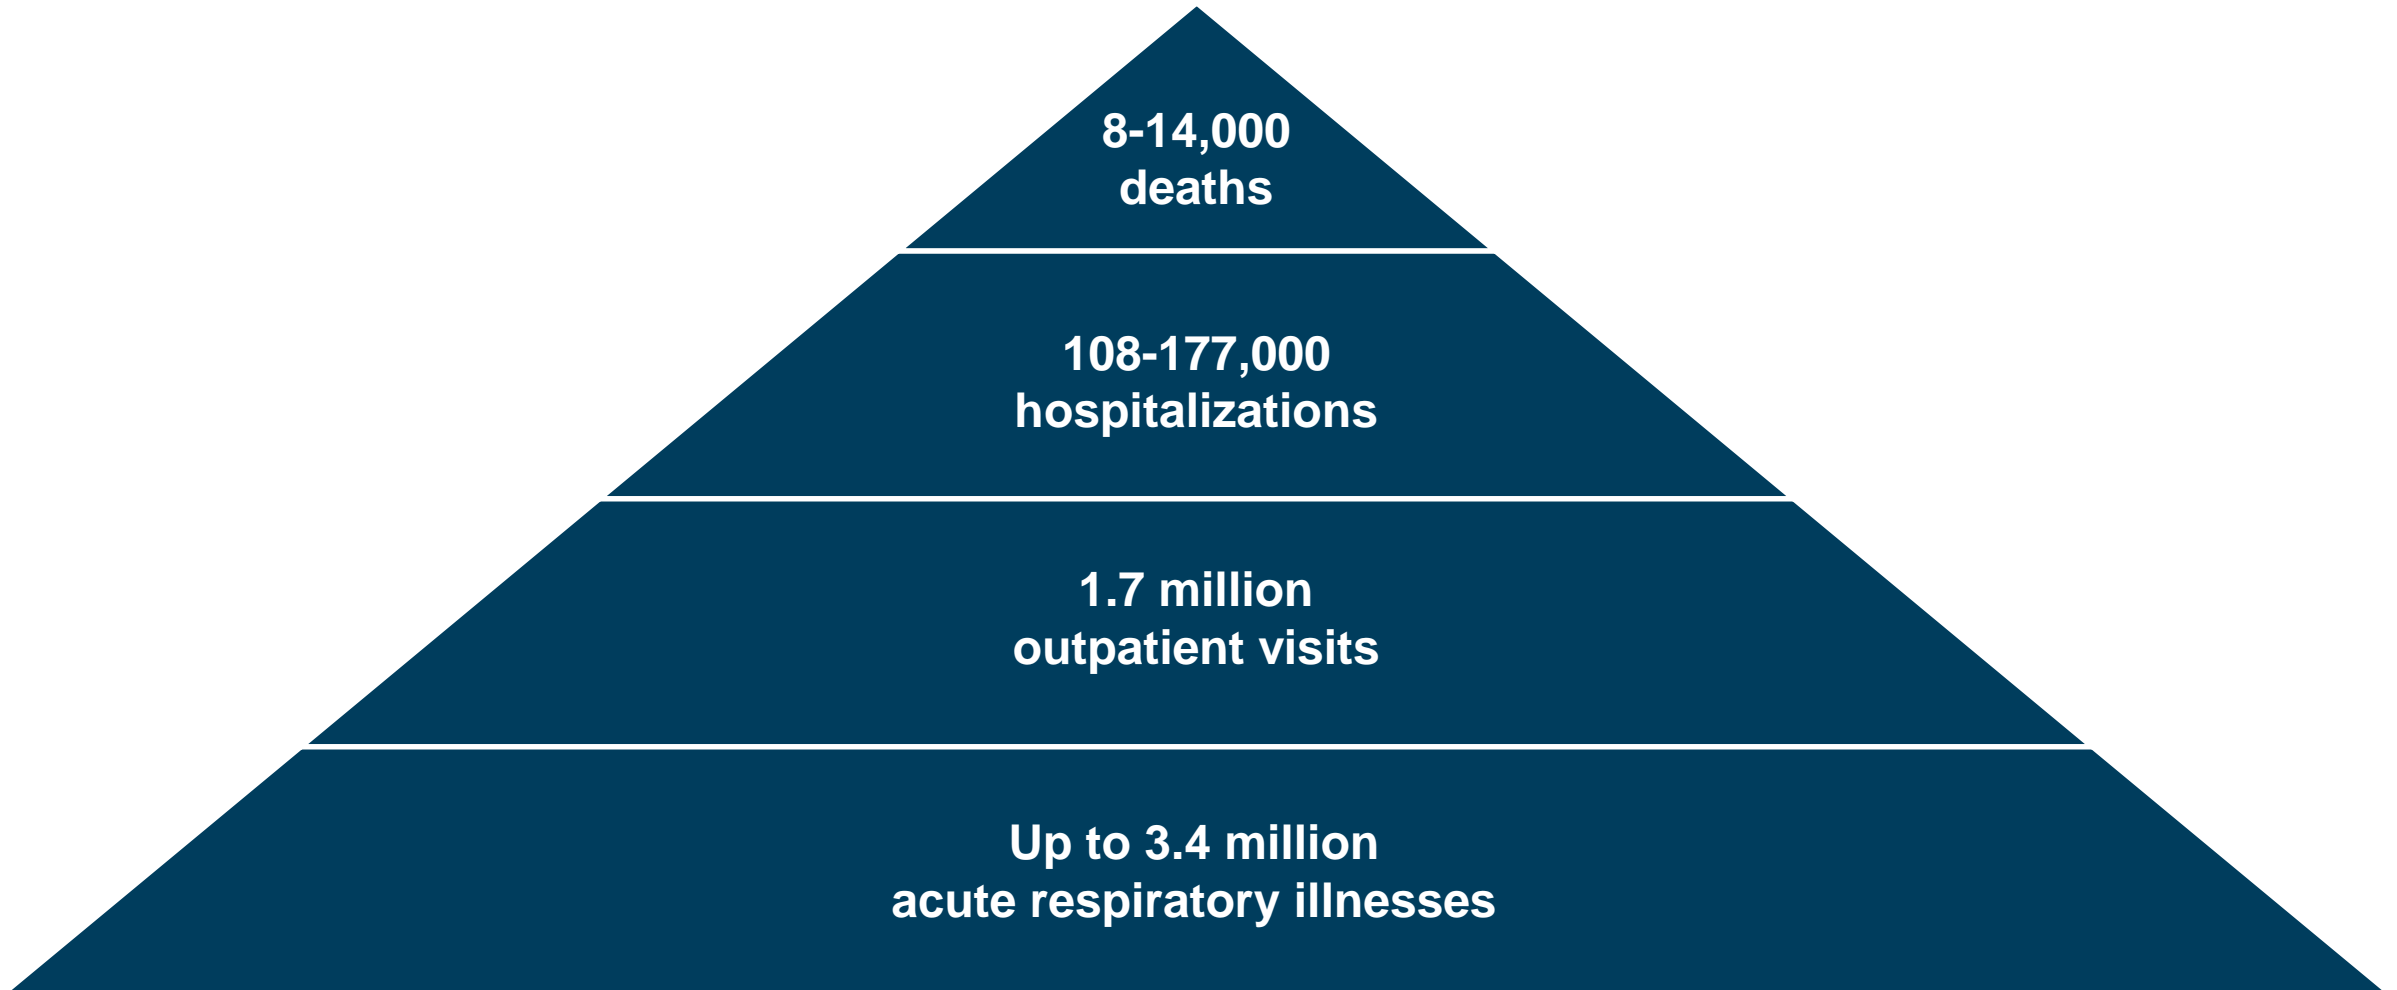 8-14,000
deaths
108-177,000
hospitalizations
1.7 million
outpatient visits
Up to 3.4 million
acute respiratory illnesses